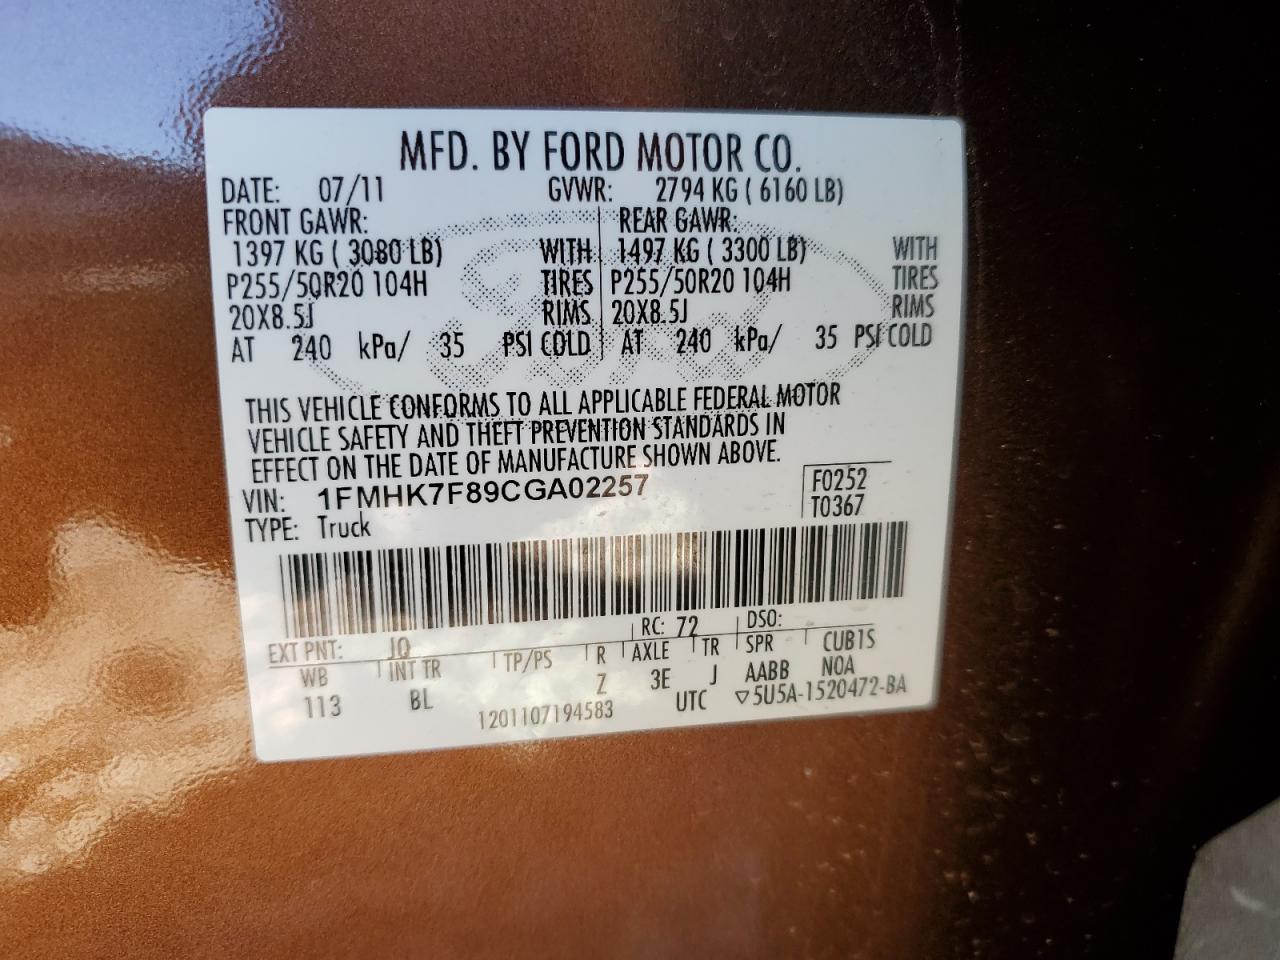 MFD. BY FORD MOTOR CO.
DATE: 07/11 GVWR: 2794 KG ( 6160 LB)
FRONT GAWR: REAR GAWR:
1397 KG ( 3080 LB) WITH 1497 KG ( 3300 LB) WITH
P255/50R20 104H TIRES P255/50R20 104H TIRES
20X8.5J RIMS 20X8.5J RIMS
AT 240 kPa/ 35 PSI COLD AT 240 kPa/ 35 PSI COLD
THIS VEHICLE CONFORMS TO ALL APPLICABLE FEDERAL MOTOR
VEHICLE SAFETY AND THEFT PREVENTION STANDARDS IN
EFFECT ON THE DATE OF MANUFACTURE SHOWN ABOVE.
VIN: 1FMHK7F89CGA02257 F0252
TYPE: Truck T0367
RC: 72 DSO:
EXT PNT: JQ
WB INT TR TP/PS R AXLE TR SPR CUB1S
113 BL Z 3E J AABB N0A
1201107194583 UTC ▽5U5A-1520472-BA